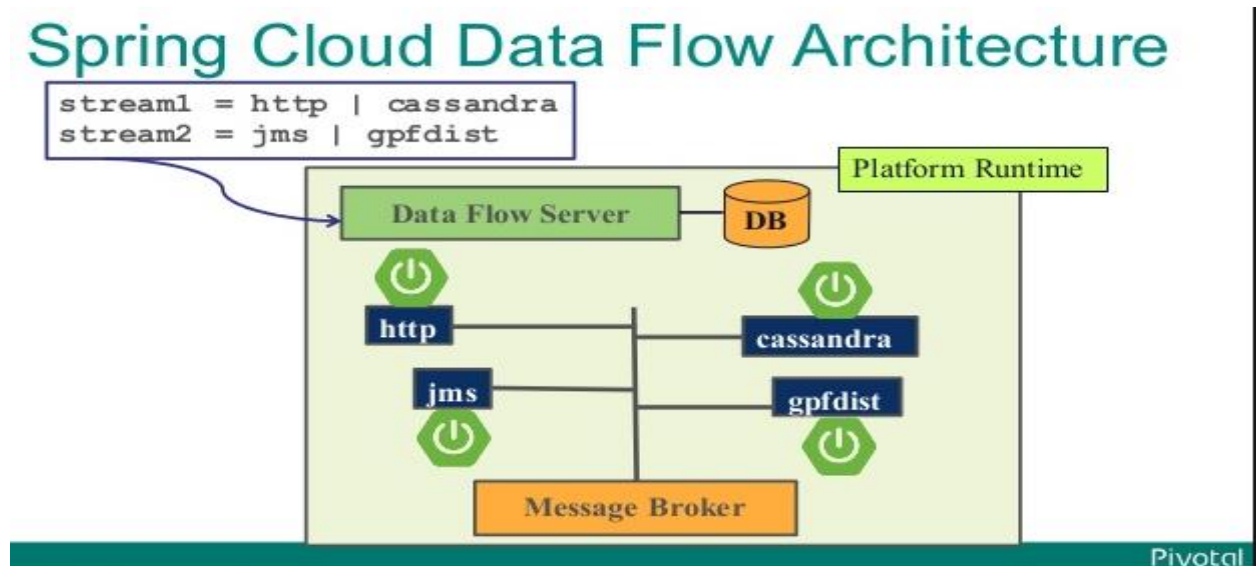 Spring Cloud Data Flow Architecture
stream1 = http | cassandra
stream2 = jms | gpfdist
Platform Runtime
Data Flow Server
DB
http
cassandra
jms
gpfdist
Message Broker
Pivotal